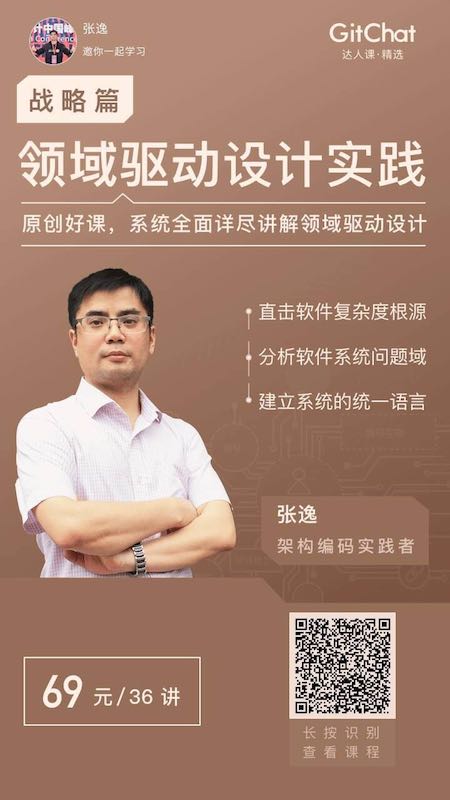 张逸
邀你一起学习
GitChat
达人课·精选
战略篇
领域驱动设计实践
原创好课，系统全面详尽讲解领域驱动设计
直击软件复杂度根源
分析软件系统问题域
建立系统的统一语言
张逸
架构编码实践者
69 元/36 讲
长按识别
查看课程